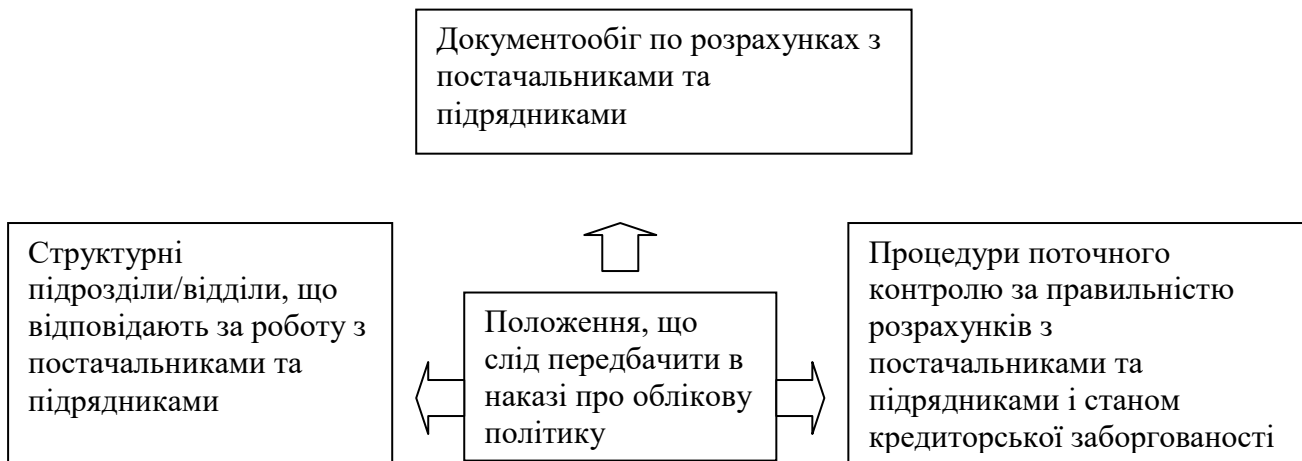 Документообіг по розрахунках з
постачальниками та
підрядниками
Структурні
підрозділи/відділи, що
відповідають за роботу з
постачальниками та
підрядниками
Положення, що
слід передбачити в
наказі про облікову
політику
Процедури поточного
контролю за правильністю
розрахунків з
постачальниками та
підрядниками і станом
кредиторської заборгованості